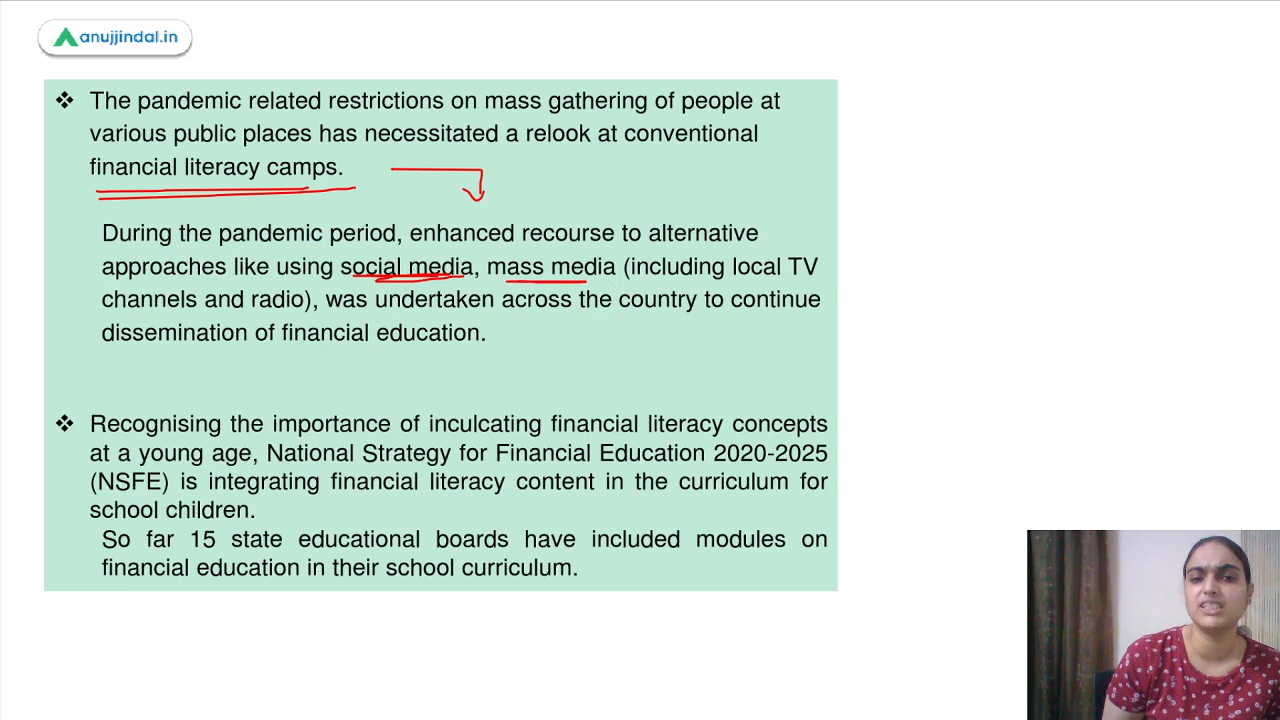 anujjindal.in
❖ The pandemic related restrictions on mass gathering of people at
various public places has necessitated a relook at conventional
financial literacy camps.
During the pandemic period, enhanced recourse to alternative
approaches like using social media, mass media (including local TV
channels and radio), was undertaken across the country to continue
dissemination of financial education.
❖ Recognising the importance of inculcating financial literacy concepts
at a young age, National Strategy for Financial Education 2020-2025
(NSFE) is integrating financial literacy content in the curriculum for
school children.
So far 15 state educational boards have included modules on
financial education in their school curriculum.